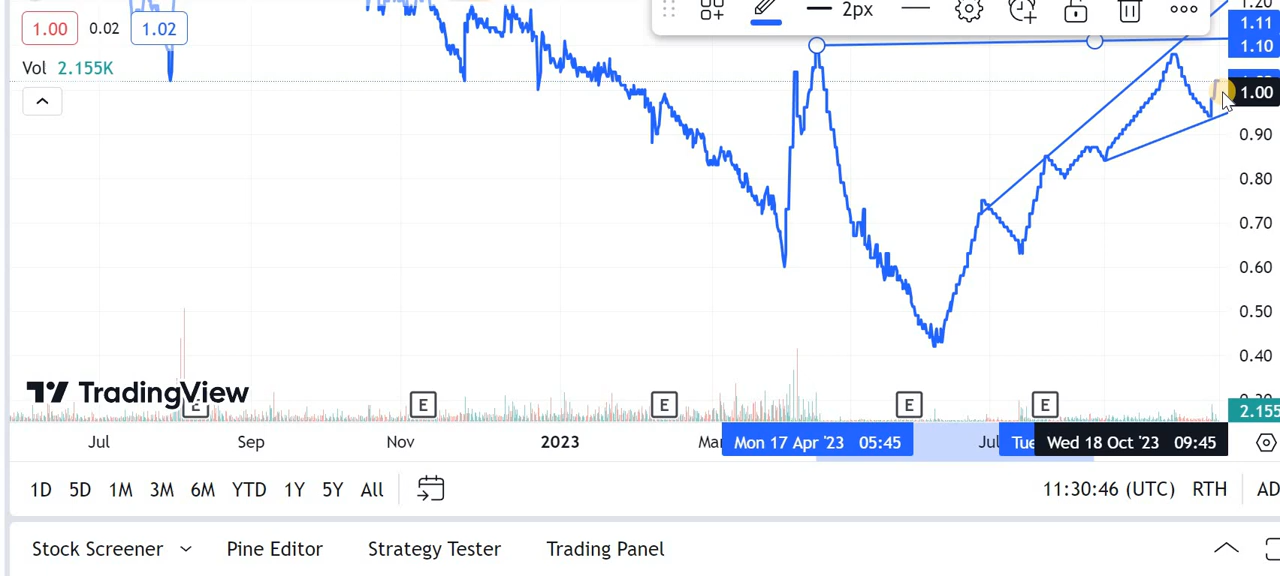 1.20
1.00 0.02 1.02
2px
1.11
1.10
Vol 2.155K
1.00
0.90
0.80
0.70
0.60
0.50
0.40
TradingView
E E E E E
2.155
Jul Sep Nov 2023 Mar Mon 17 Apr '23 05:45 Jul Tue Wed 18 Oct '23 09:45
1D 5D 1M 3M 6M YTD 1Y 5Y All 11:30:46 (UTC) RTH AD
Stock Screener Pine Editor Strategy Tester Trading Panel